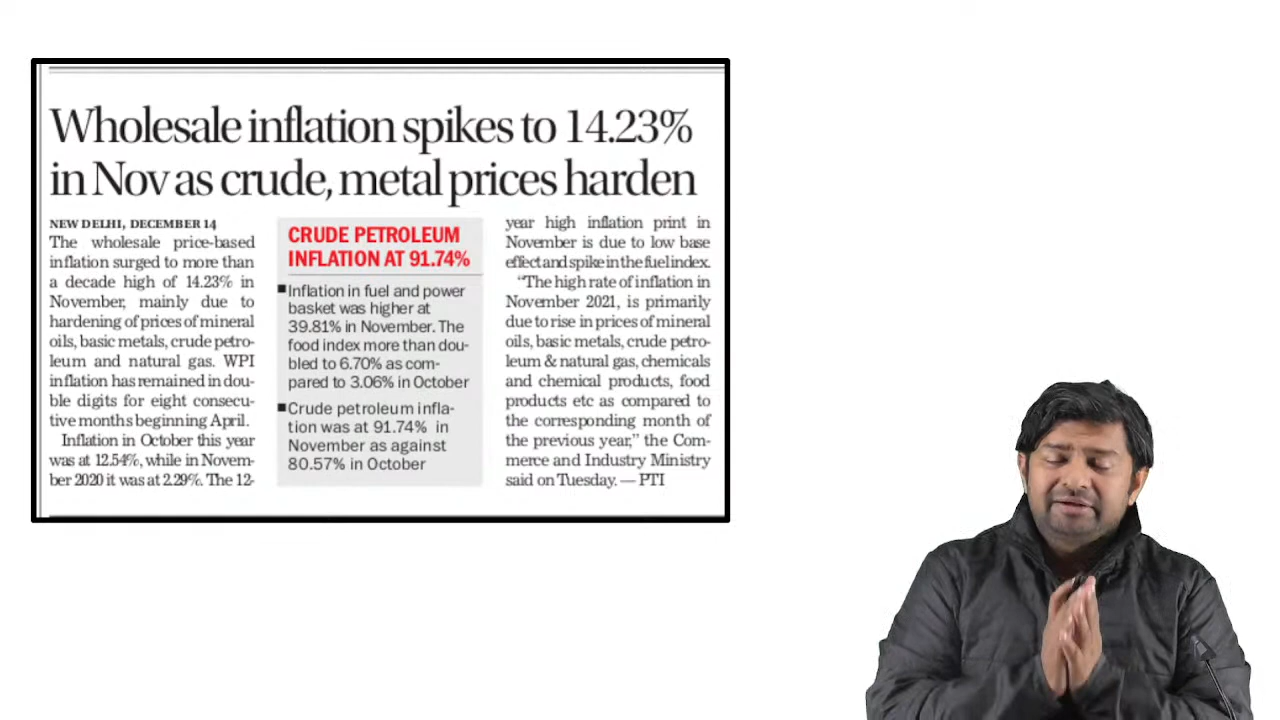 Wholesale inflation spikes to 14.23%
in Nov as crude, metal prices harden
NEW DELHI, DECEMBER 14
The wholesale price-based
inflation surged to more than
a decade high of 14.23% in
November, mainly due to
hardening of prices of mineral
oils, basic metals, crude petro-
leum and natural gas. WPI
inflation has remained in dou-
ble digits for eight consecu-
tive months beginning April.
Inflation in October this year
was at 12.54%, while in Novem-
ber 2020 it was at 2.29%. The 12-
CRUDE PETROLEUM
INFLATION AT 91.74%
■ Inflation in fuel and power
basket was higher at
39.81% in November. The
food index more than dou-
bled to 6.70% as com-
pared to 3.06% in October
■ Crude petroleum infla-
tion was at 91.74% in
November as against
80.57% in October
year high inflation print in
November is due to low base
effect and spike in the fuel index.
"The high rate of inflation in
November 2021, is primarily
due to rise in prices of mineral
oils, basic metals, crude petro-
leum & natural gas, chemicals
and chemical products, food
products etc as compared to
the corresponding month of
the previous year," the Com-
merce and Industry Ministry
said on Tuesday. — PTI